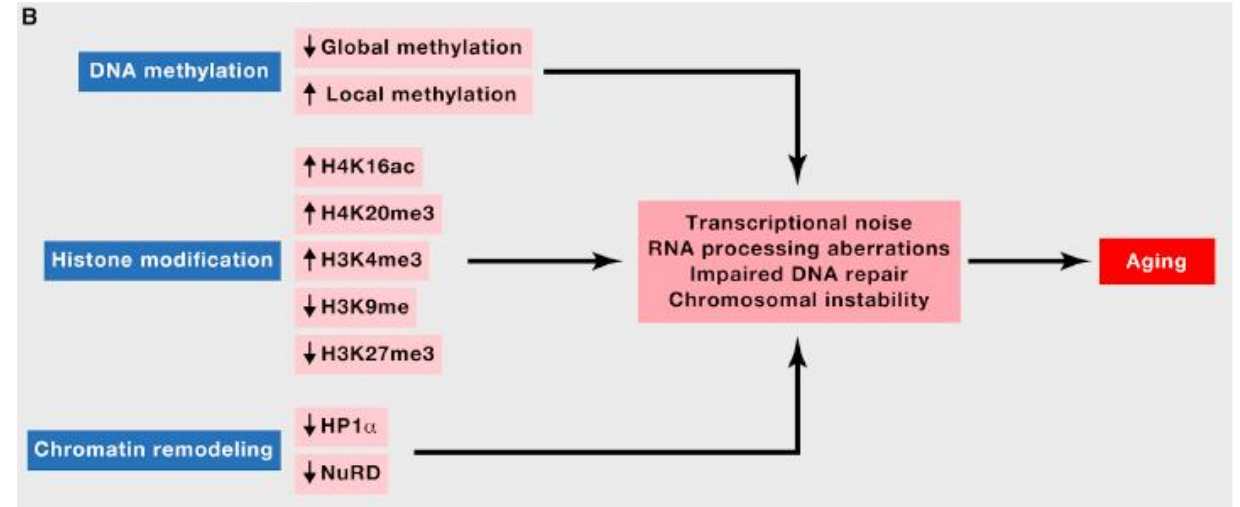 B
DNA methylation
↓ Global methylation
↑ Local methylation
Histone modification
↑ H4K16ac
↑ H4K20me3
↑ H3K4me3
↓ H3K9me
↓ H3K27me3
Chromatin remodeling
↓ HP1α
↓ NuRD
Transcriptional noise
RNA processing aberrations
Impaired DNA repair
Chromosomal instability
Aging